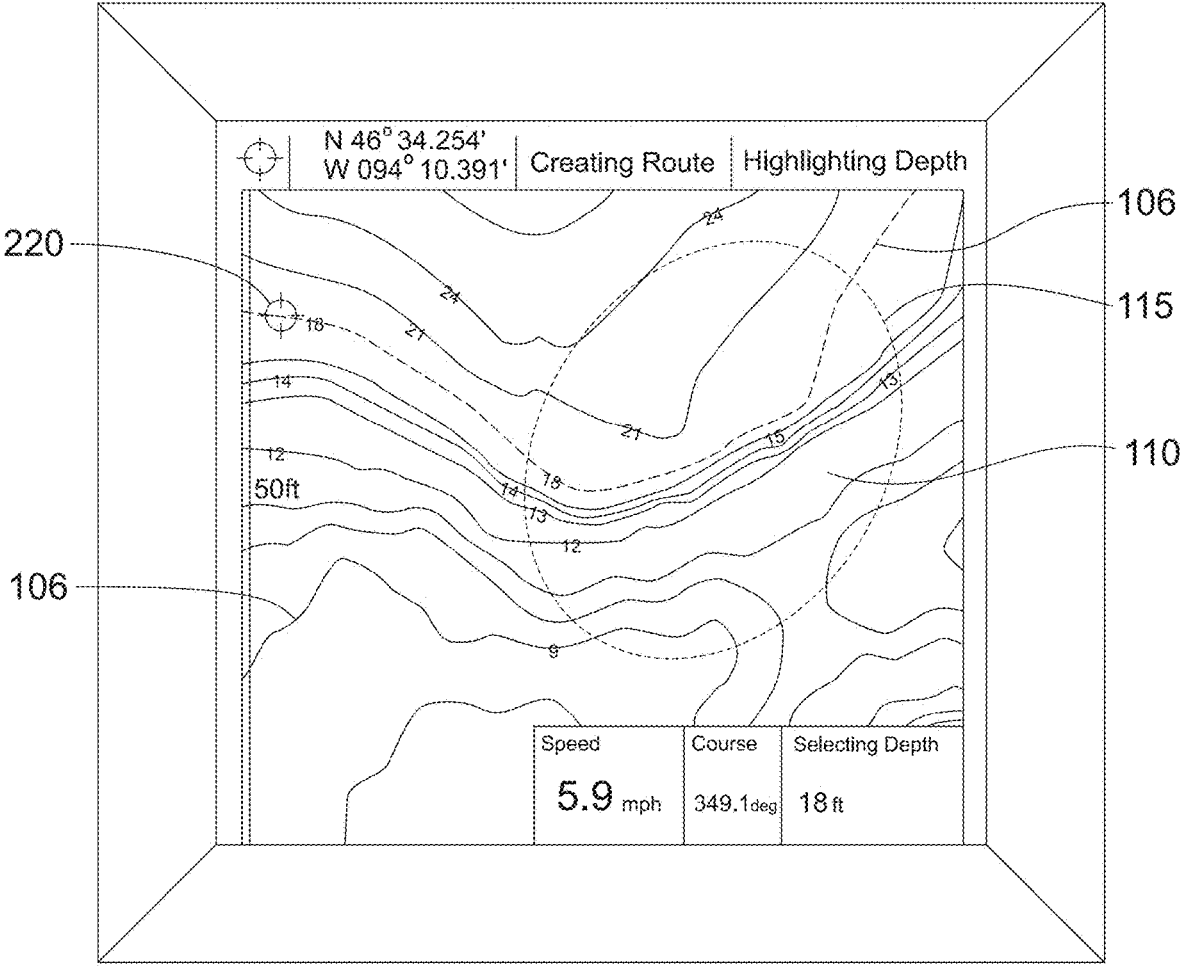 N 46° 34.254'
W 094° 10.391'
Creating Route
Highlighting Depth
106
220
24
24
115
21
18
14
13
21
15
110
12
18
14
50ft
13
12
106
9
Speed
Course
Selecting Depth
5.9 mph
349.1deg
18 ft